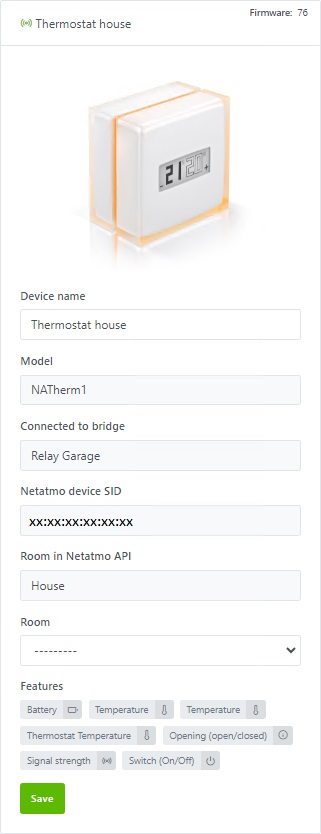 Firmware: 76
Thermostat house
21 20
- +
Device name
Thermostat house
Model
NATherm1
Connected to bridge
Relay Garage
Netatmo device SID
xx:xx:xx:xx:xx:xx
Room in Netatmo API
House
Room
---------
Features
Battery Temperature Temperature
Thermostat Temperature Opening (open/closed)
Signal strength Switch (On/Off)
Save